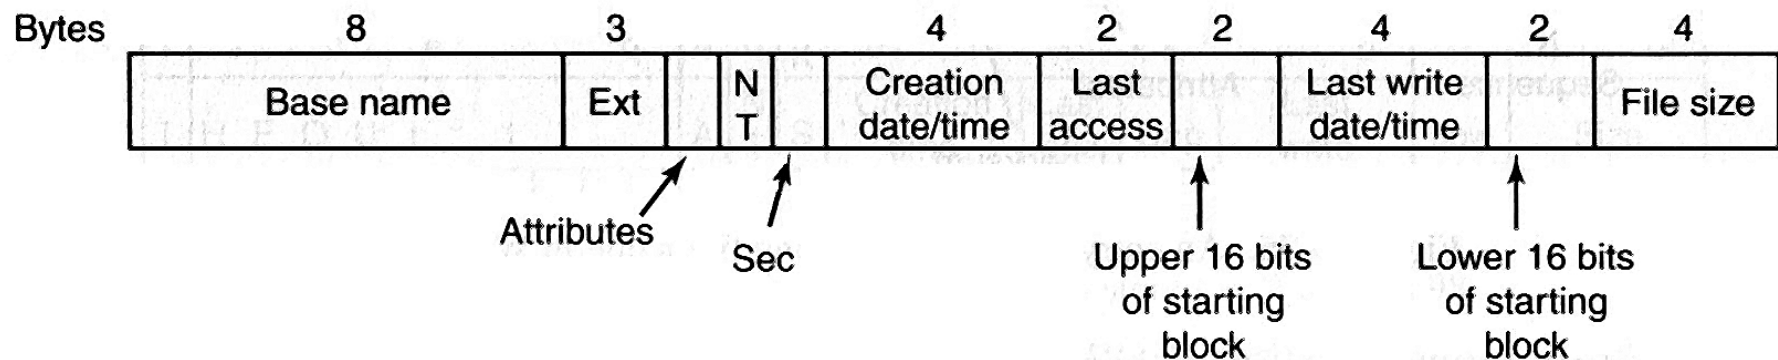 Bytes 8 3 4 2 2 4 2 4
Base name Ext N T Creation date/time Last access Last write date/time File size
Attributes
Sec
Upper 16 bits of starting block
Lower 16 bits of starting block